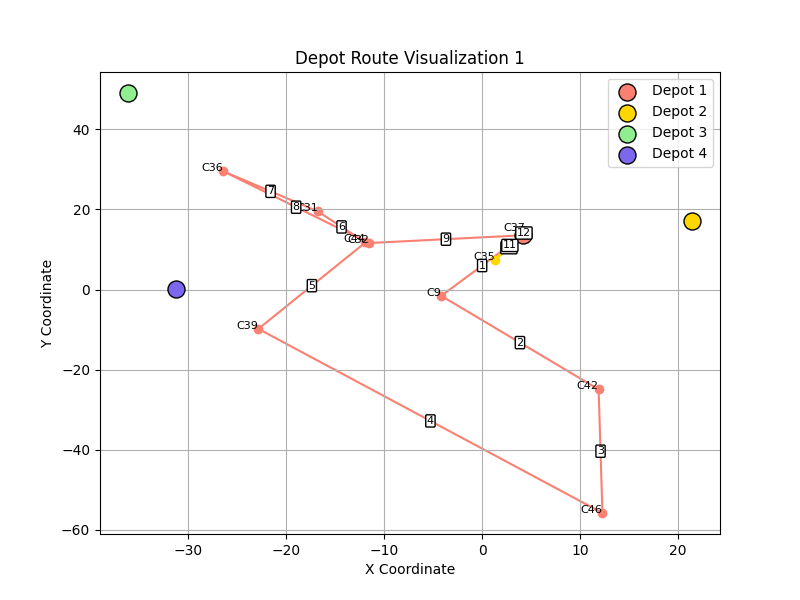 Depot Route Visualization 1
Depot 1
Depot 2
Depot 3
Depot 4
Y Coordinate
40
20
0
−20
−40
−60
C36
7
8
C31
6
C32
9
C37
12
11
C35
1
5
C9
C39
2
C42
4
3
C46
−30
−20
−10
0
10
20
X Coordinate